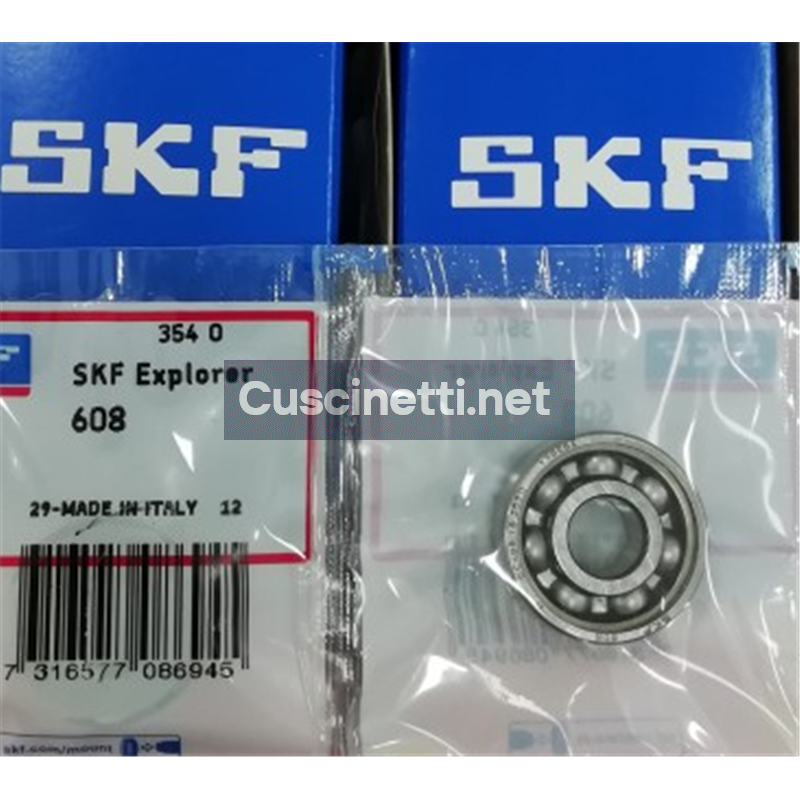 SKF
SKF
354 0
SKF Explorer
608
Cuscinetti.net
29-MADE IN ITALY 12
7 316577 086945
skf.com/mount